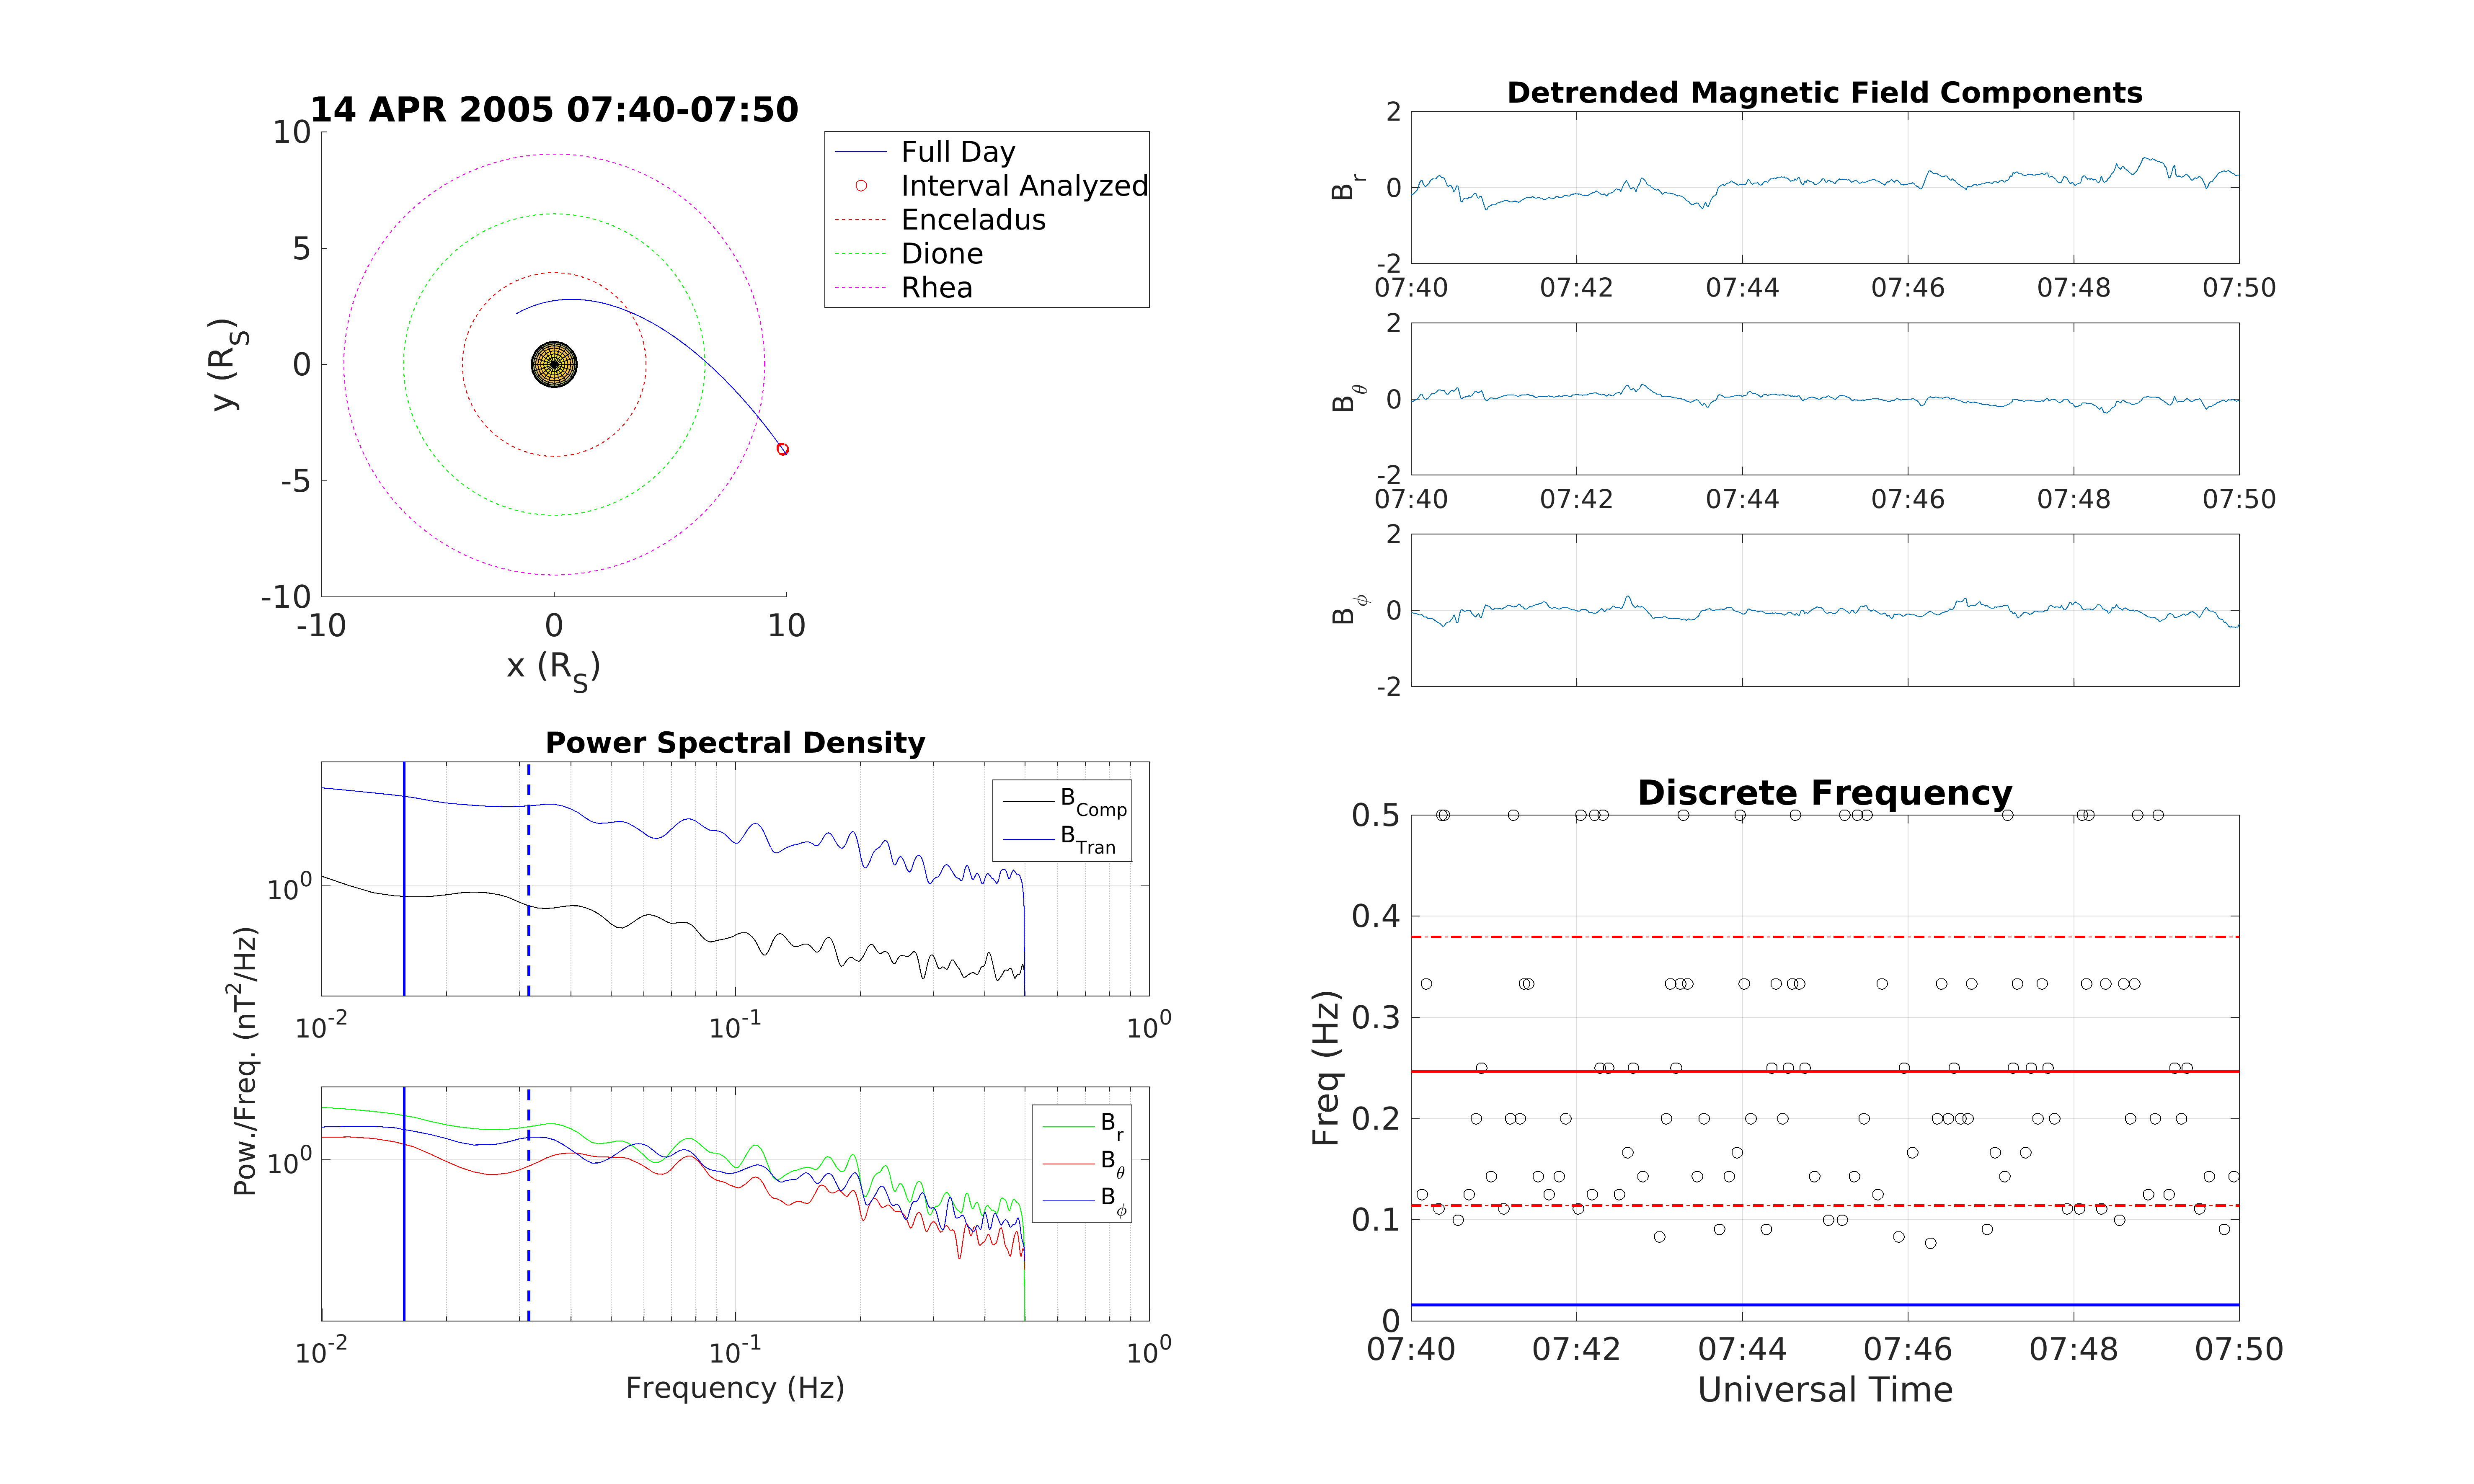 14 APR 2005 07:40-07:50
10
5
0
-5
-10
-10 0 10
y (R_S)
x (R_S)
Full Day
Interval Analyzed
Enceladus
Dione
Rhea
Detrended Magnetic Field Components
2
0
-2
B_r
07:40 07:42 07:44 07:46 07:48 07:50
2
0
-2
B_θ
07:40 07:42 07:44 07:46 07:48 07:50
2
0
-2
B_ϕ
Power Spectral Density
10^0
B_Comp
B_Tran
10^-2 10^-1 10^0
Pow./Freq. (nT^2/Hz)
10^0
B_r
B_θ
B_ϕ
10^-2 10^-1 10^0
Frequency (Hz)
Discrete Frequency
0.5
0.4
0.3
0.2
0.1
0
Freq (Hz)
07:40 07:42 07:44 07:46 07:48 07:50
Universal Time